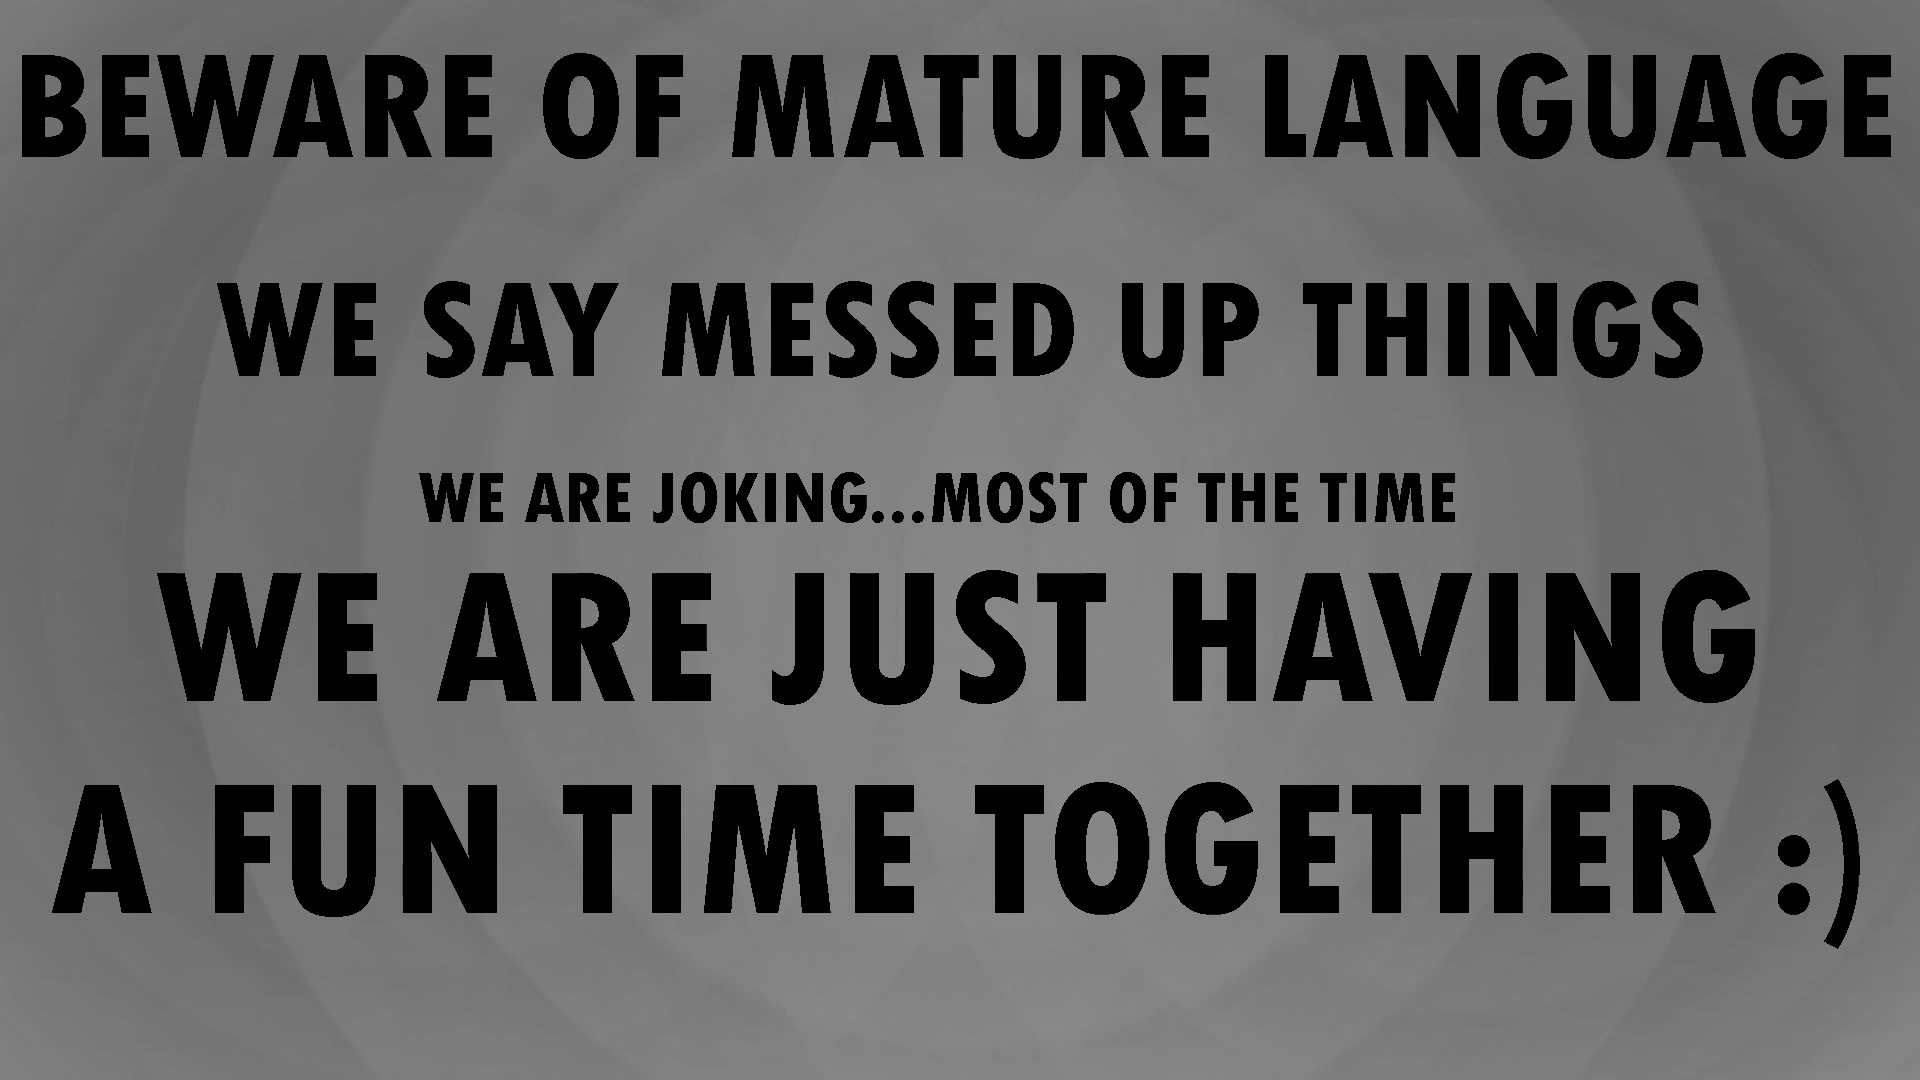 BEWARE OF MATURE LANGUAGE
WE SAY MESSED UP THINGS
WE ARE JOKING...MOST OF THE TIME
WE ARE JUST HAVING
A FUN TIME TOGETHER :)